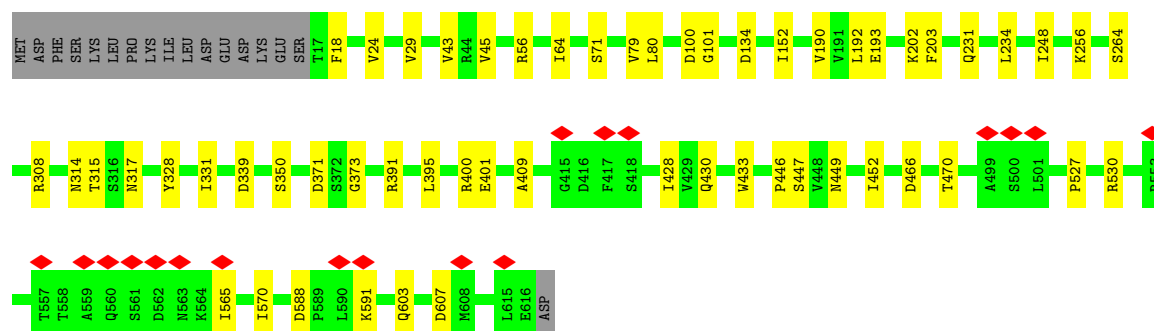 MET ASP PHE SER LYS LEU PRO LYS ILE LEU ASP GLU ASP LYS GLU SER T17 F18 V24 V29 V43 R44 V45 R56 I64 S71 V79 L80 D100 G101 D134 I152 V190 V191 L192 E193 K202 F203 Q231 L234 I248 K256 S264
R308 N314 T315 S316 N317 Y328 I331 D339 S350 D371 S372 G373 R391 L395 R400 E401 A409 G415 D416 F417 S418 I428 V429 Q430 W433 P446 S447 V448 N449 I452 D466 T470 A499 S500 L501 P527 R530
T557 T558 A559 Q560 S561 D562 N563 K564 I565 I570 D588 P589 L590 K591 Q603 D607 M608 L615 E616 ASP